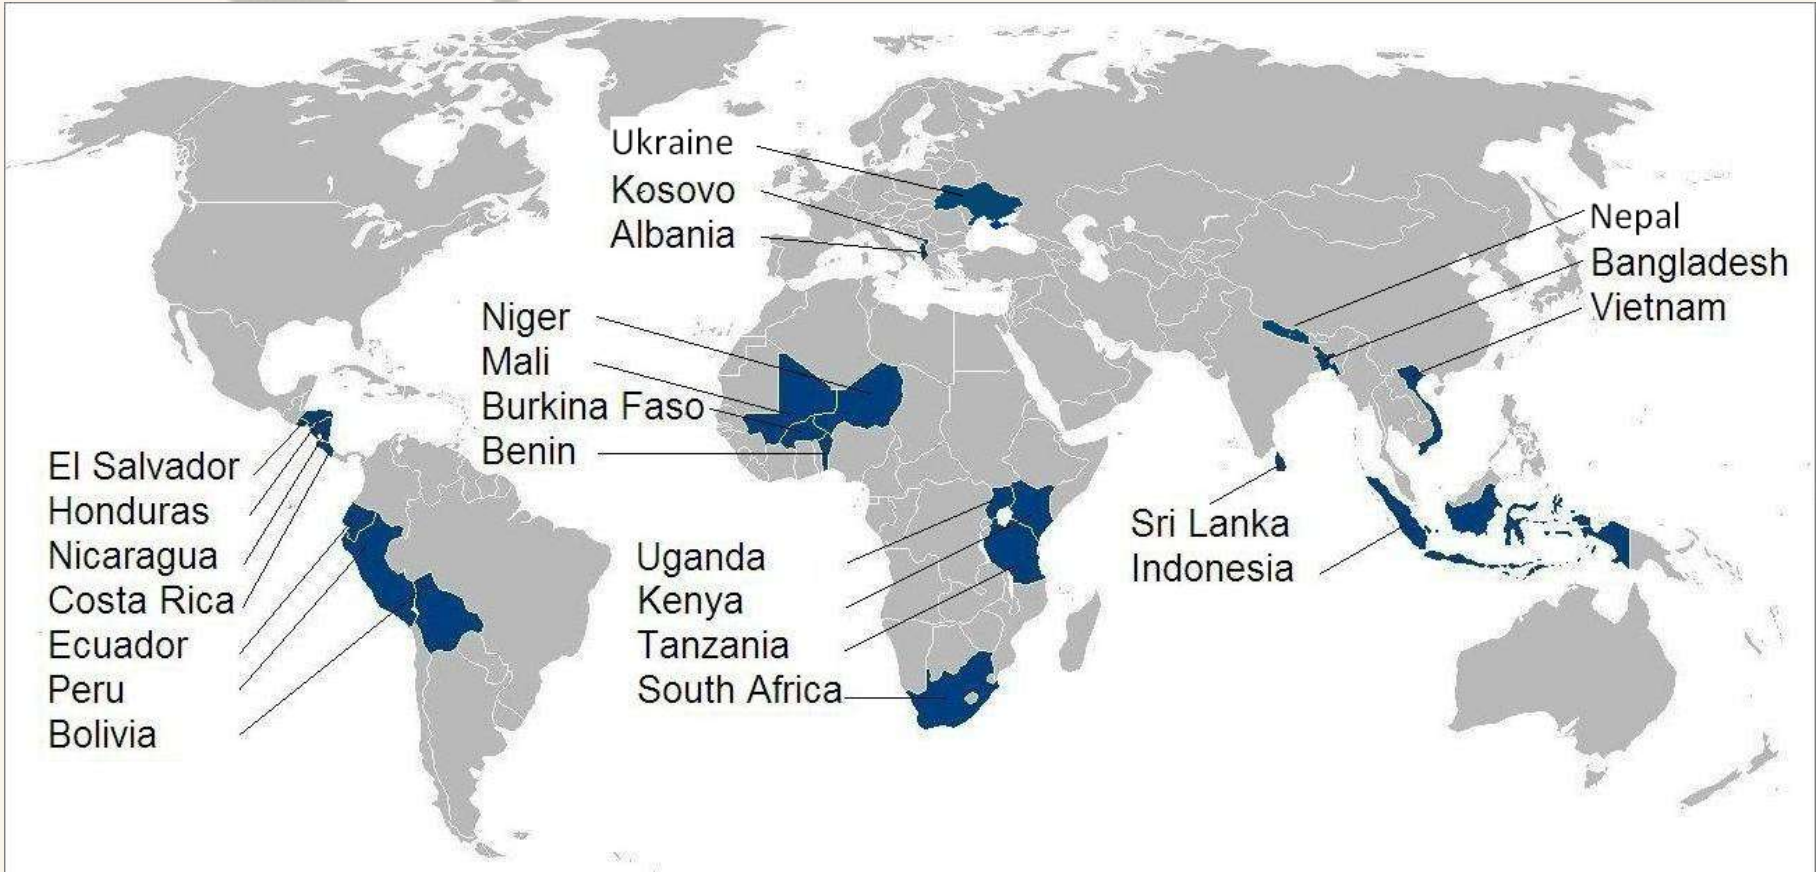 Ukraine
Kosovo
Albania
Niger
Mali
Burkina Faso
Benin
El Salvador
Honduras
Nicaragua
Costa Rica
Ecuador
Peru
Bolivia
Uganda
Kenya
Tanzania
South Africa
Nepal
Bangladesh
Vietnam
Sri Lanka
Indonesia